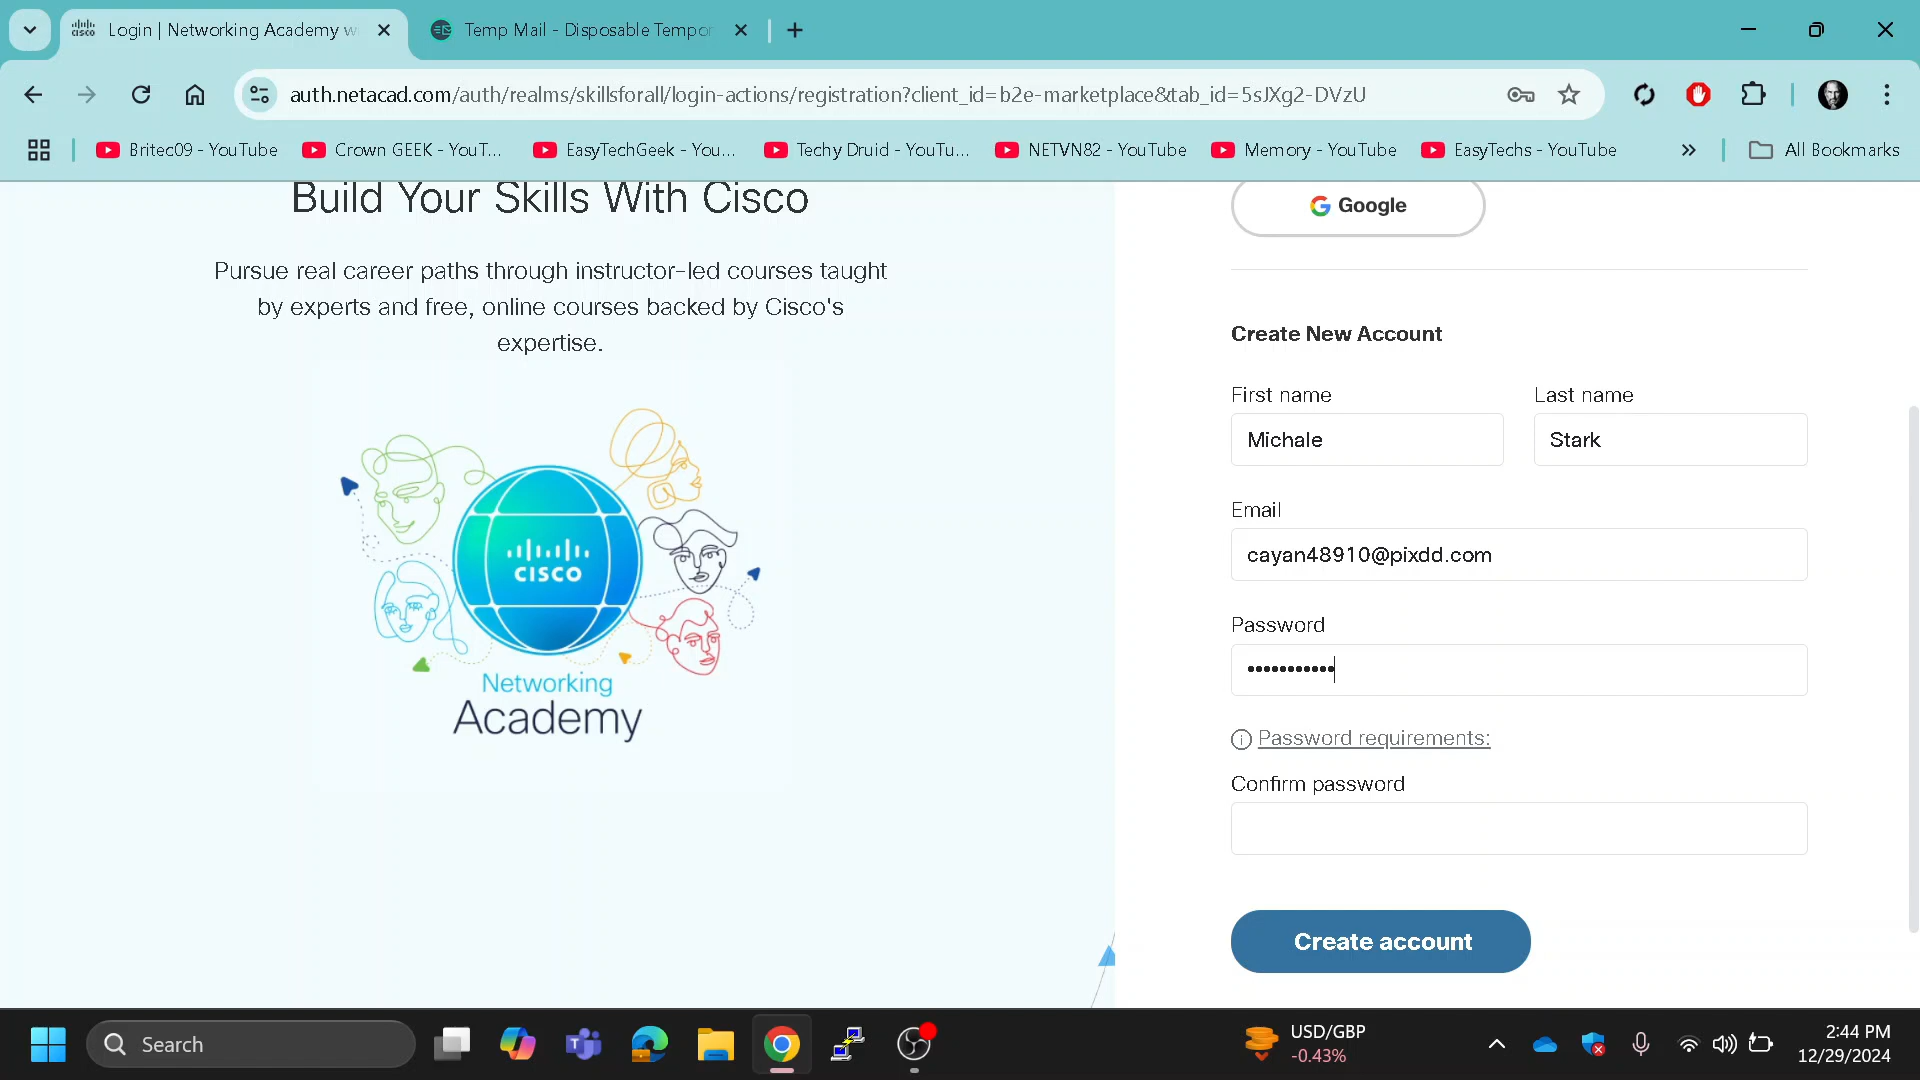 Login | Networking Academy w
Temp Mail - Disposable Tempor
auth.netacad.com/auth/realms/skillsforall/login-actions/registration?client_id=b2e-marketplace&tab_id=5sJXg2-DVzU
Britec09 - YouTube
Crown GEEK - YouT...
EasyTechGeek - You...
Techy Druid - YouTu...
NETVN82 - YouTube
Memory - YouTube
EasyTechs - YouTube
All Bookmarks
Build Your Skills With Cisco
Pursue real career paths through instructor-led courses taught
by experts and free, online courses backed by Cisco's
expertise.
CISCO
Networking
Academy
Google
Create New Account
First name
Last name
Michale
Stark
Email
cayan48910@pixdd.com
Password
•••••••••••
Password requirements:
Confirm password
Create account
Search
USD/GBP
-0.43%
2:44 PM
12/29/2024